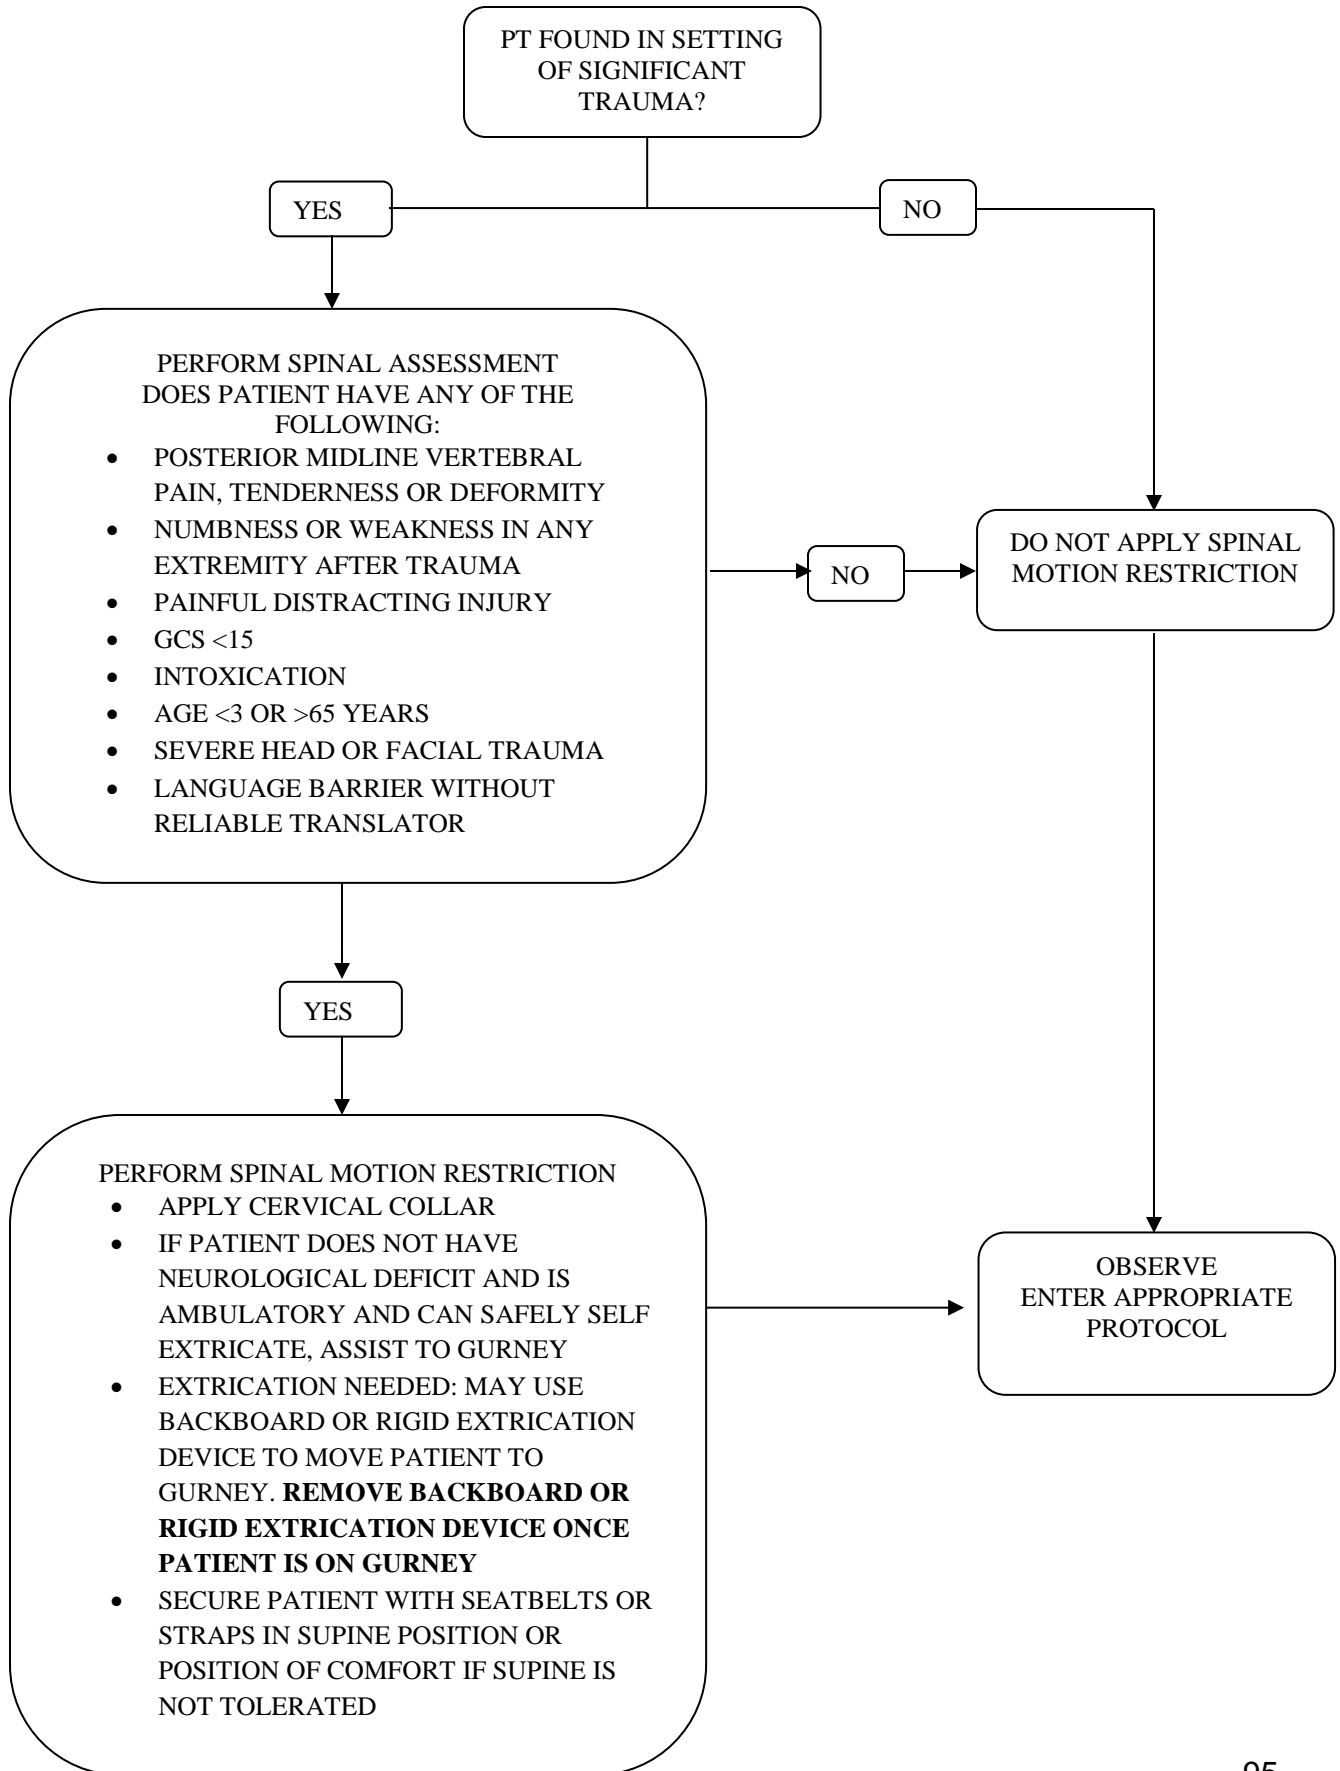 PT FOUND IN SETTING
OF SIGNIFICANT
TRAUMA?
YES
NO
PERFORM SPINAL ASSESSMENT
DOES PATIENT HAVE ANY OF THE
FOLLOWING:
• POSTERIOR MIDLINE VERTEBRAL
PAIN, TENDERNESS OR DEFORMITY
• NUMBNESS OR WEAKNESS IN ANY
EXTREMITY AFTER TRAUMA
• PAINFUL DISTRACTING INJURY
• GCS <15
• INTOXICATION
• AGE <3 OR >65 YEARS
• SEVERE HEAD OR FACIAL TRAUMA
• LANGUAGE BARRIER WITHOUT
RELIABLE TRANSLATOR
NO
DO NOT APPLY SPINAL
MOTION RESTRICTION
YES
PERFORM SPINAL MOTION RESTRICTION
• APPLY CERVICAL COLLAR
• IF PATIENT DOES NOT HAVE
NEUROLOGICAL DEFICIT AND IS
AMBULATORY AND CAN SAFELY SELF
EXTRICATE, ASSIST TO GURNEY
• EXTRICATION NEEDED: MAY USE
BACKBOARD OR RIGID EXTRICATION
DEVICE TO MOVE PATIENT TO
GURNEY. REMOVE BACKBOARD OR
RIGID EXTRICATION DEVICE ONCE
PATIENT IS ON GURNEY
• SECURE PATIENT WITH SEATBELTS OR
STRAPS IN SUPINE POSITION OR
POSITION OF COMFORT IF SUPINE IS
NOT TOLERATED
OBSERVE
ENTER APPROPRIATE
PROTOCOL